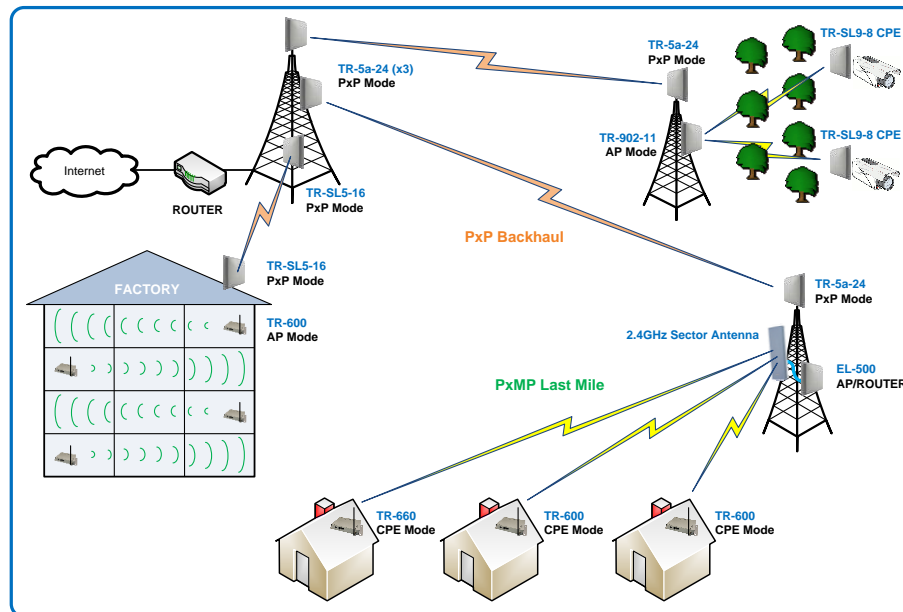 TR-SL9-8 CPE
TR-5a-24
PxP Mode
TR-5a-24 (x3)
PxP Mode
TR-902-11
AP Mode
TR-SL9-8 CPE
Internet
ROUTER
TR-SL5-16
PxP Mode
PxP Backhaul
TR-SL5-16
PxP Mode
FACTORY
TR-600
AP Mode
TR-5a-24
PxP Mode
2.4GHz Sector Antenna
EL-500
AP/ROUTER
PxMP Last Mile
TR-660
CPE Mode
TR-600
CPE Mode
TR-600
CPE Mode